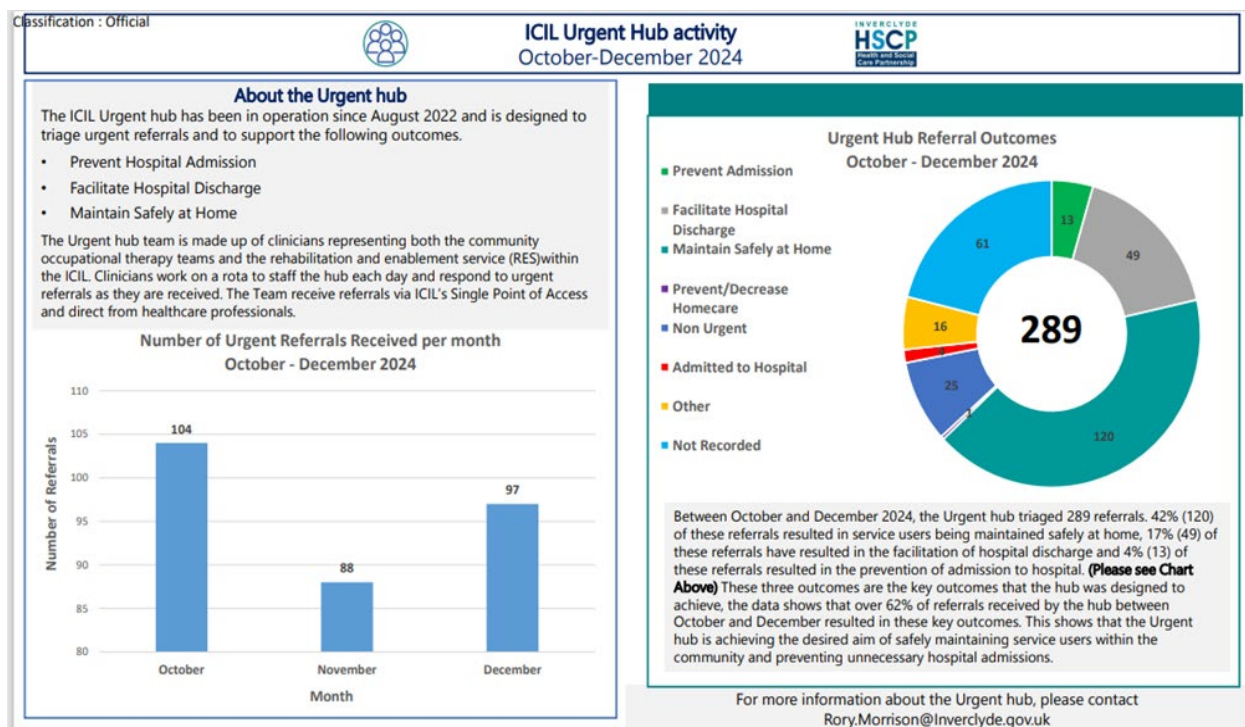 Classification : Official
ICIL Urgent Hub activity
October-December 2024
INVERCLYDE
HSCP
Health and Social
Care Partnership
About the Urgent hub
The ICIL Urgent hub has been in operation since August 2022 and is designed to
triage urgent referrals and to support the following outcomes.
• Prevent Hospital Admission
• Facilitate Hospital Discharge
• Maintain Safely at Home
The Urgent hub team is made up of clinicians representing both the community
occupational therapy teams and the rehabilitation and enablement service (RES)within
the ICIL. Clinicians work on a rota to staff the hub each day and respond to urgent
referrals as they are received. The Team receive referrals via ICIL's Single Point of Access
and direct from healthcare professionals.
Number of Urgent Referrals Received per month
October - December 2024
Number of Referrals
110
105
100
95
90
85
80
104
88
97
October
November
December
Month
Urgent Hub Referral Outcomes
October - December 2024
Prevent Admission
Facilitate Hospital
Discharge
Maintain Safely at Home
Prevent/Decrease
Homecare
Non Urgent
Admitted to Hospital
Other
Not Recorded
13
49
120
25
16
61
289
Between October and December 2024, the Urgent hub triaged 289 referrals. 42% (120)
of these referrals resulted in service users being maintained safely at home, 17% (49) of
these referrals have resulted in the facilitation of hospital discharge and 4% (13) of
these referrals resulted in the prevention of admission to hospital. (Please see Chart
Above) These three outcomes are the key outcomes that the hub was designed to
achieve, the data shows that over 62% of referrals received by the hub between
October and December resulted in these key outcomes. This shows that the Urgent
hub is achieving the desired aim of safely maintaining service users within the
community and preventing unnecessary hospital admissions.
For more information about the Urgent hub, please contact
Rory.Morrison@Inverclyde.gov.uk